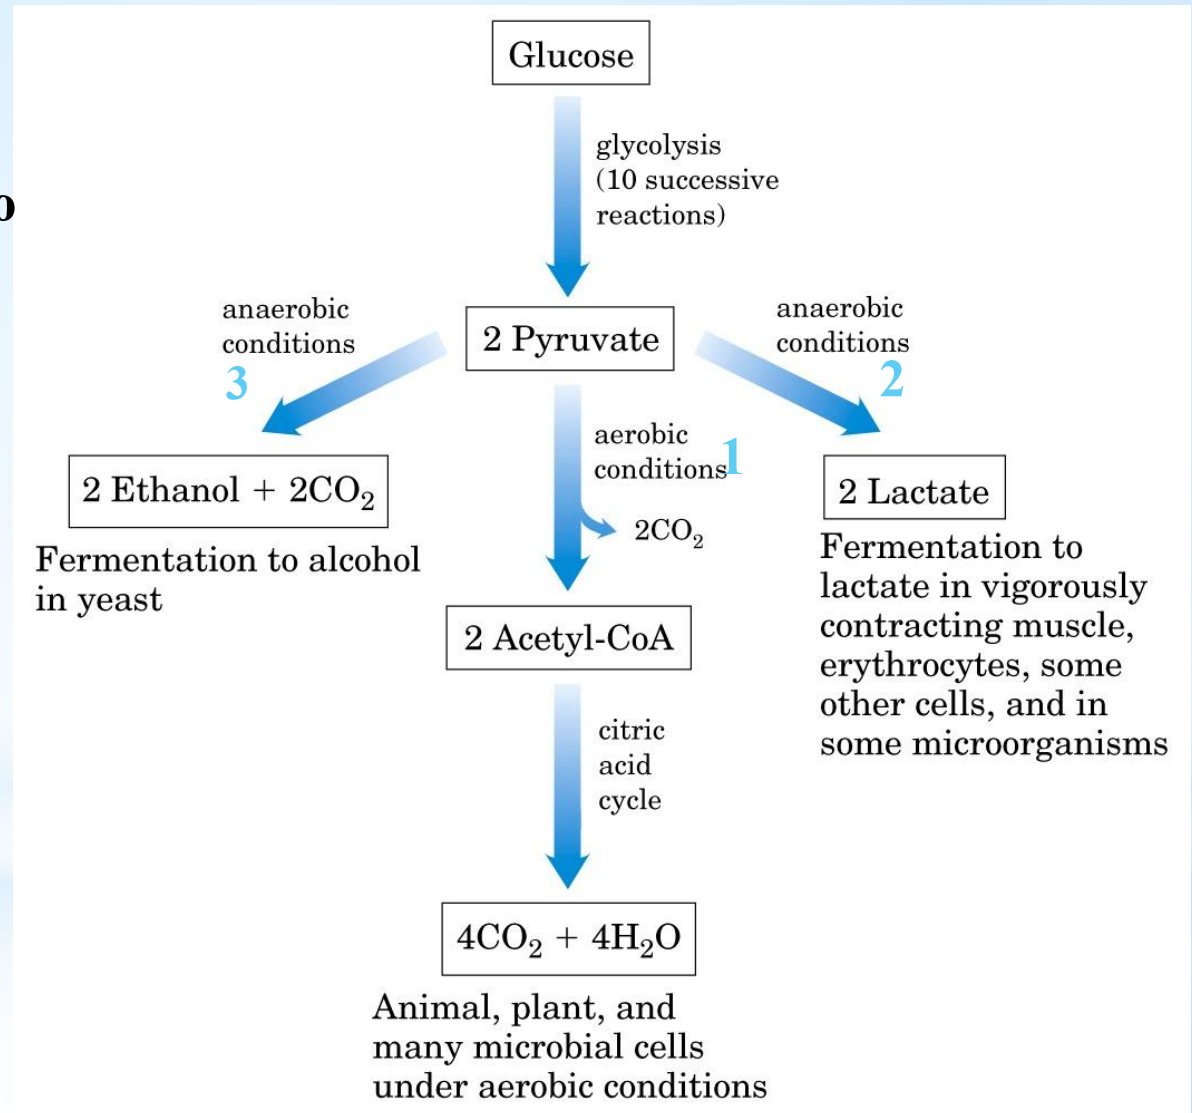 Glucose
glycolysis
(10 successive
reactions)
o
anaerobic
conditions
3
2 Pyruvate
anaerobic
conditions
2
aerobic
conditions
1
2CO₂
2 Ethanol + 2CO₂
Fermentation to alcohol
in yeast
2 Lactate
Fermentation to
lactate in vigorously
contracting muscle,
erythrocytes, some
other cells, and in
some microorganisms
2 Acetyl-CoA
citric
acid
cycle
4CO₂ + 4H₂O
Animal, plant, and
many microbial cells
under aerobic conditions